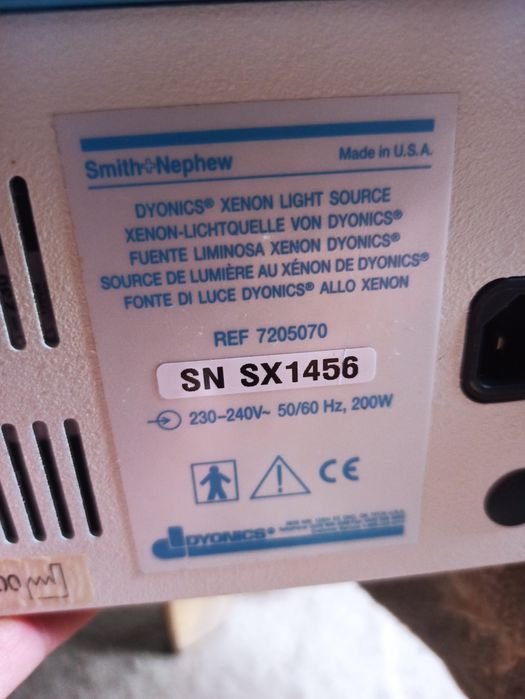 Smith+Nephew
Made in U.S.A.
DYONICS® XENON LIGHT SOURCE
XENON-LICHTQUELLE VON DYONICS®
FUENTE LUMINOSA XENON DYONICS®
SOURCE DE LUMIÈRE AU XÉNON DE DYONICS®
FONTE DI LUCE DYONICS® ALLO XENON
REF 7205070
SN SX1456
230-240V~ 50/60 Hz, 200W
CE
DYONICS®